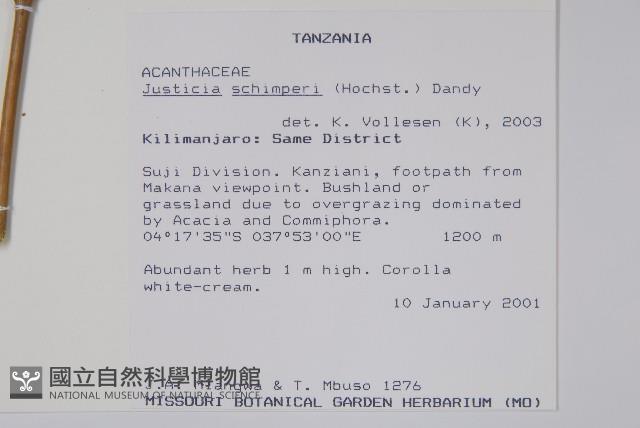 TANZANIA
ACANTHACEAE
Justicia schimperi (Hochst.) Dandy
det. K. Vollesen (K), 2003
Kilimanjaro: Same District
Suji Division. Kanziani, footpath from
Makana viewpoint. Bushland or
grassland due to overgrazing dominated
by Acacia and Commiphora.
04°17'35"S 037°53'00"E 1200 m
Abundant herb 1 m high. Corolla
white-cream.
10 January 2001
國立自然科學博物館
& T. Mbuso 1276
NATIONAL MUSEUM OF NATURAL SCIENCE
MISSOURI BOTANICAL GARDEN HERBARIUM (MO)